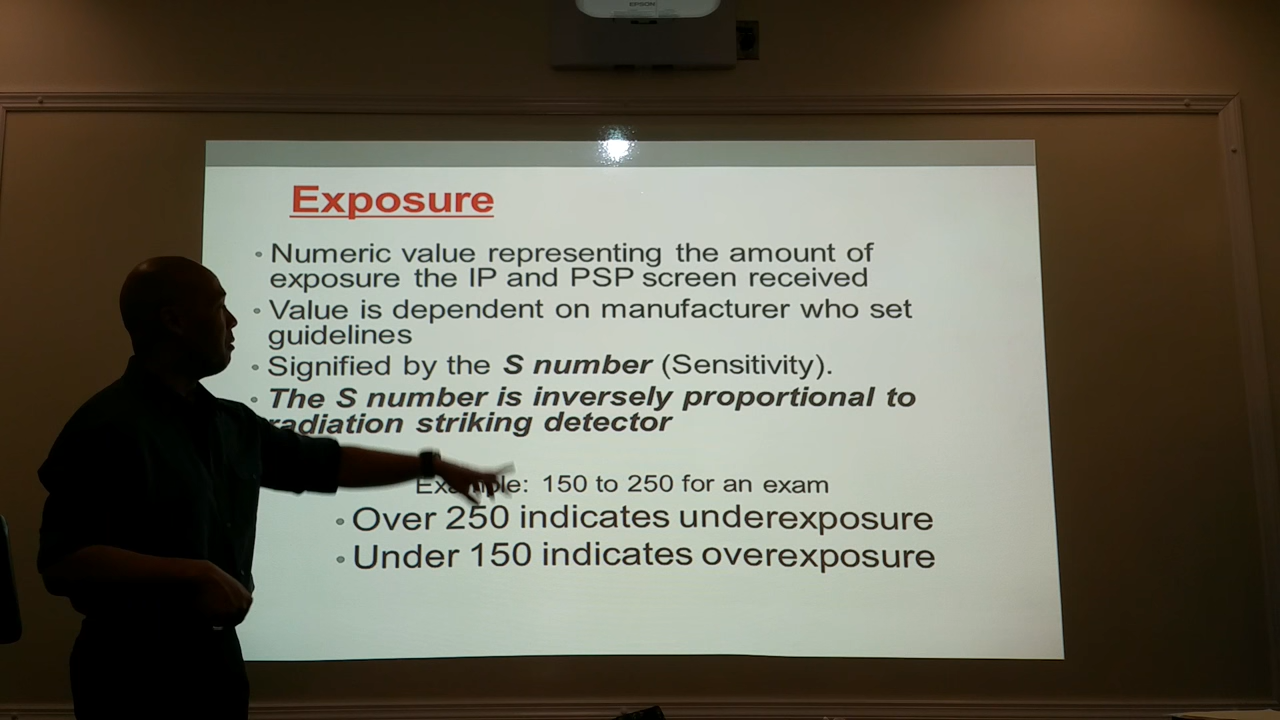 EPSON
Exposure
• Numeric value representing the amount of
exposure the IP and PSP screen received
• Value is dependent on manufacturer who set
guidelines
• Signified by the S number (Sensitivity).
• The S number is inversely proportional to
radiation striking detector
Example: 150 to 250 for an exam
• Over 250 indicates underexposure
• Under 150 indicates overexposure